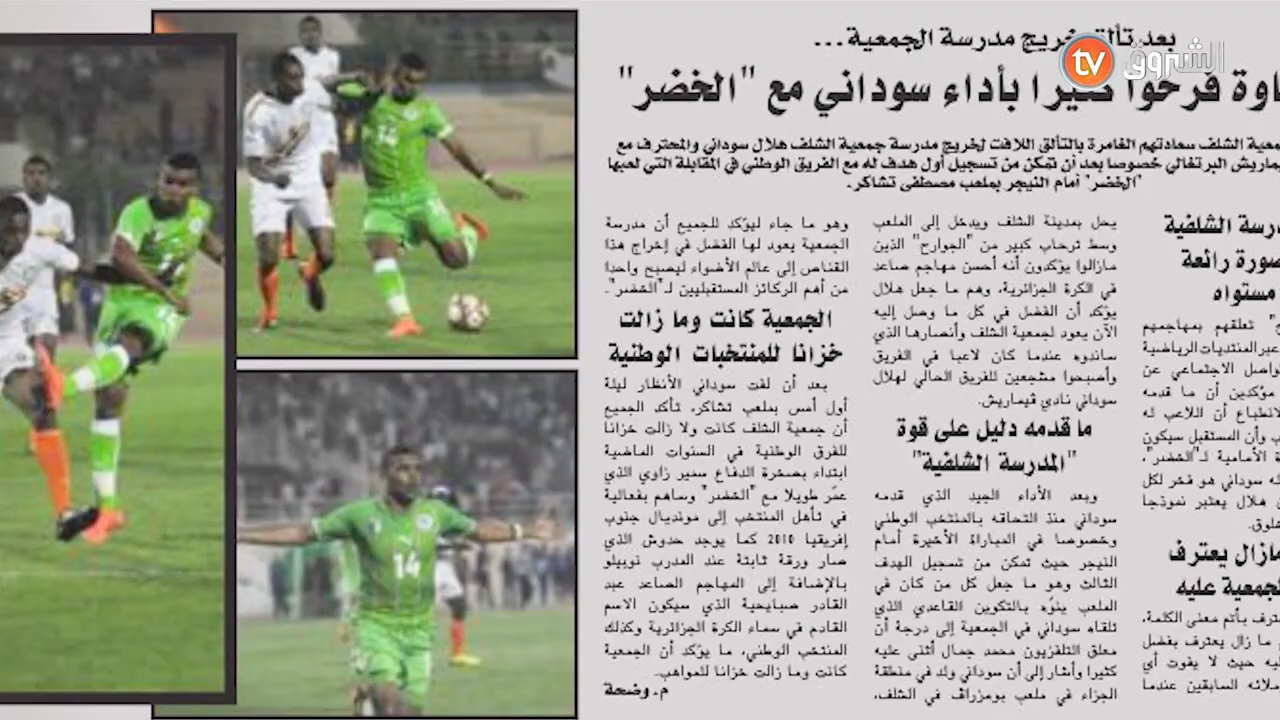 الشروق tv
بعد تألق خريج مدرسة الجمعية...
فرحوا كثيرا بأداء سوداني مع "الخضر"
الشلف سعادتهم الغامرة بالتألق اللافت لخريج مدرسة جمعية الشلف هلال سوداني والمحترف مع
البرتغالي خصوصا بعد أن تمكن من تسجيل أول هدف له مع الفريق الوطني في المقابلة التي لعبها
"الخضر" أمام النيجر بملعب مصطفى تشاكر.
الشلفية
صورة رائعة
مستواه
تعلقهم بمهاجمهم
عبر المنتديات الرياضية
الاجتماعي عن
مؤكدين أن ما قدمه
أن اللاعب له
وأن المستقبل سيكون
الأمامية لـ"الخضر"،
سوداني هو فخر لكل
هلال يعتبر نموذجا
مازال يعترف
عليه
بأتم معنى الكلمة،
ما زال يعترف بفضل
حيث لا يفوت أي
السابقين عندما
يحل بمدينة الشلف ويدخل إلى الملعب
وسط ترحاب كبير من "الجوارح" الذين
مازالوا يؤكدون أنه أحسن مهاجم صاعد
في الكرة الجزائرية، وهم ما جعل هلال
يؤكد أن الفضل في كل ما وصل إليه
الآن يعود لجمعية الشلف وأنصارها الذي
ساندوه عندما كان لاعبا في الفريق
وأصبحوا مشجعين للفريق الحالي لهلال
سوداني نادي ڤيماريش.
ما قدمه دليل على قوة
"المدرسة الشلفية"
وبعد الأداء الجيد الذي قدمه
سوداني منذ التحاقه بالمنتخب الوطني
وخصوصا في المباراة الأخيرة أمام
النيجر حيث تمكن من تسجيل الهدف
الثالث وهو ما جعل كل من كان في
الملعب ينوّه بالتكوين القاعدي الذي
تلقاه سوداني في الجمعية إلى درجة أن
معلق التلفزيون محمد جمال أثنى عليه
كثيرا وأشار إلى أن سوداني ولد في منطقة
الجزاء في ملعب بومزراڤ في الشلف،
وهو ما جاء ليؤكد للجميع أن مدرسة
الجمعية يعود لها الفضل في إخراج هذا
القناص إلى عالم الأضواء ليصبح واحدا
من أهم الركائز المستقبليين لـ"الخضر".
الجمعية كانت وما زالت
خزانا للمنتخبات الوطنية
بعد أن لفت سوداني الأنظار ليلة
أول أمس بملعب تشاكر، تأكد الجميع
أن جمعية الشلف كانت ولا زالت خزانا
للفرق الوطنية في السنوات الماضية
ابتداء بصخرة الدفاع سمير زاوي الذي
عمّر طويلا مع "الخضر" وساهم بفعالية
في تأهل المنتخب إلى مونديال جنوب
إفريقيا 2010 كما يوجد حدوش الذي
صار ورقة ثابتة عند المدرب نوبيلو
بالإضافة إلى المهاجم الصاعد عبد
القادر صبايحية الذي سيكون الاسم
القادم في سماء الكرة الجزائرية وكذلك
المنتخب الوطني، ما يؤكد أن الجمعية
كانت وما زالت خزانا للمواهب.
م. وضحة
14